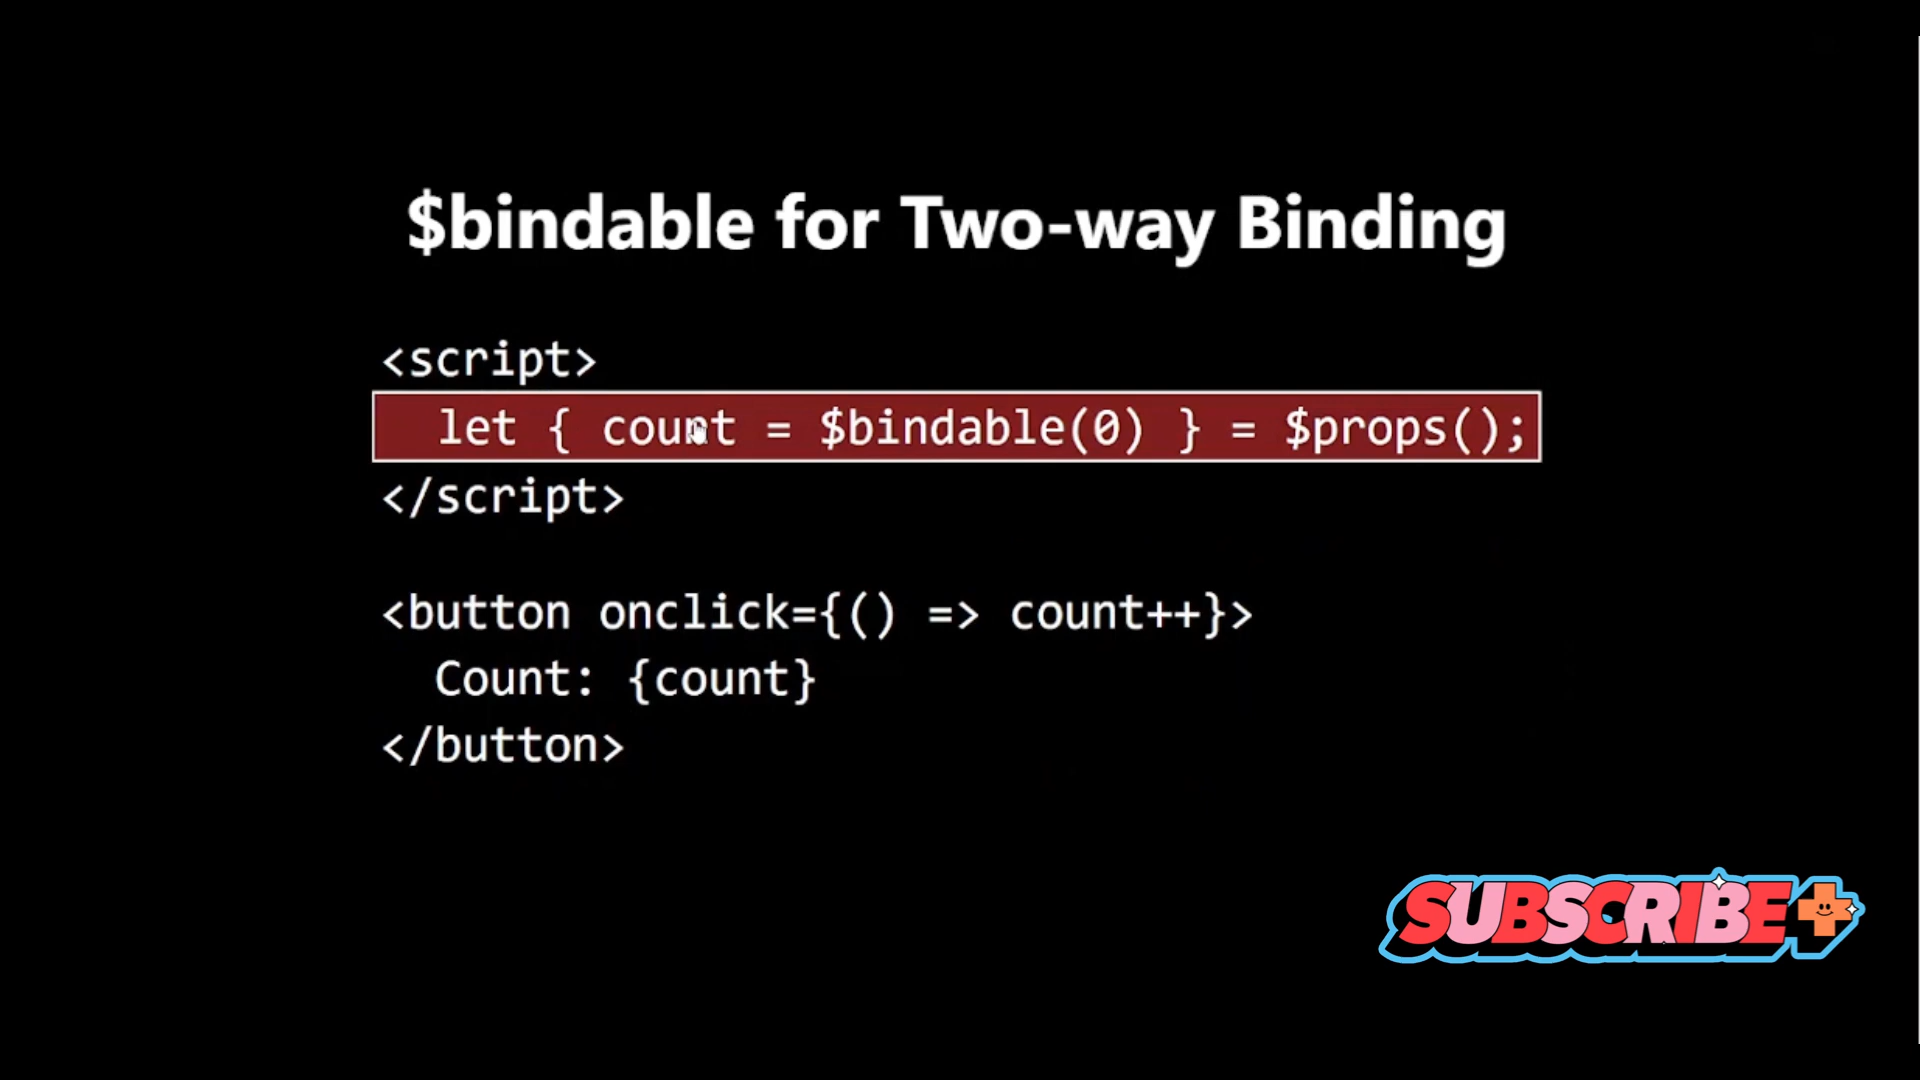 $bindable for Two-way Binding
<script>
  let { count = $bindable(0) } = $props();
</script>
<button onclick={() => count++}>
  Count: {count}
</button>
SUBSCRIBE